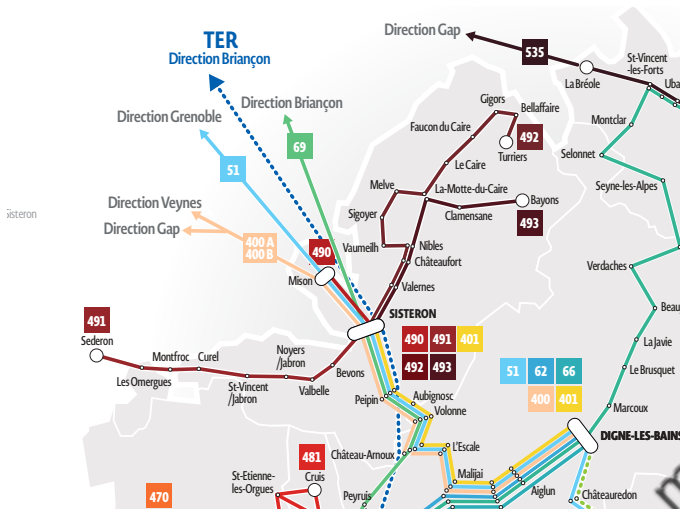 TER
Direction Briançon
Direction Gap
535
La Bréole
St-Vincent
-les-Forts
Uba
Direction Grenoble
Direction Briançon
69
51
Gigors
Bellaffaire
Faucon du Caire
492
Turriers
Montclar
Selonnet
Le Caire
Seyne-les-Alpes
Melve
La-Motte-du-Caire
Bayons
Clamensane
493
Direction Veynes
Direction Gap
Sisteron
Sigoyer
400 A
400 B
490
Vaumeilh
Nibles
Châteaufort
Verdaches
Mison
Valernes
491
Sederon
SISTERON
Beau
490 491 401
492 493
La Javie
Montfroc
Curel
Noyers
/Jabron
Les Omergues
St-Vincent
/Jabron
Valbelle
Bevons
51 62 66
400 401
Le Brusquet
Peipin
Aubignosc
Volonne
Marcoux
DIGNE-LES-BAINS
Château-Arnoux
L'Escale
481
Cruis
St-Etienne-
les-Orgues
Malijai
Aiglun
470
Peyruis
Châteauredon
m